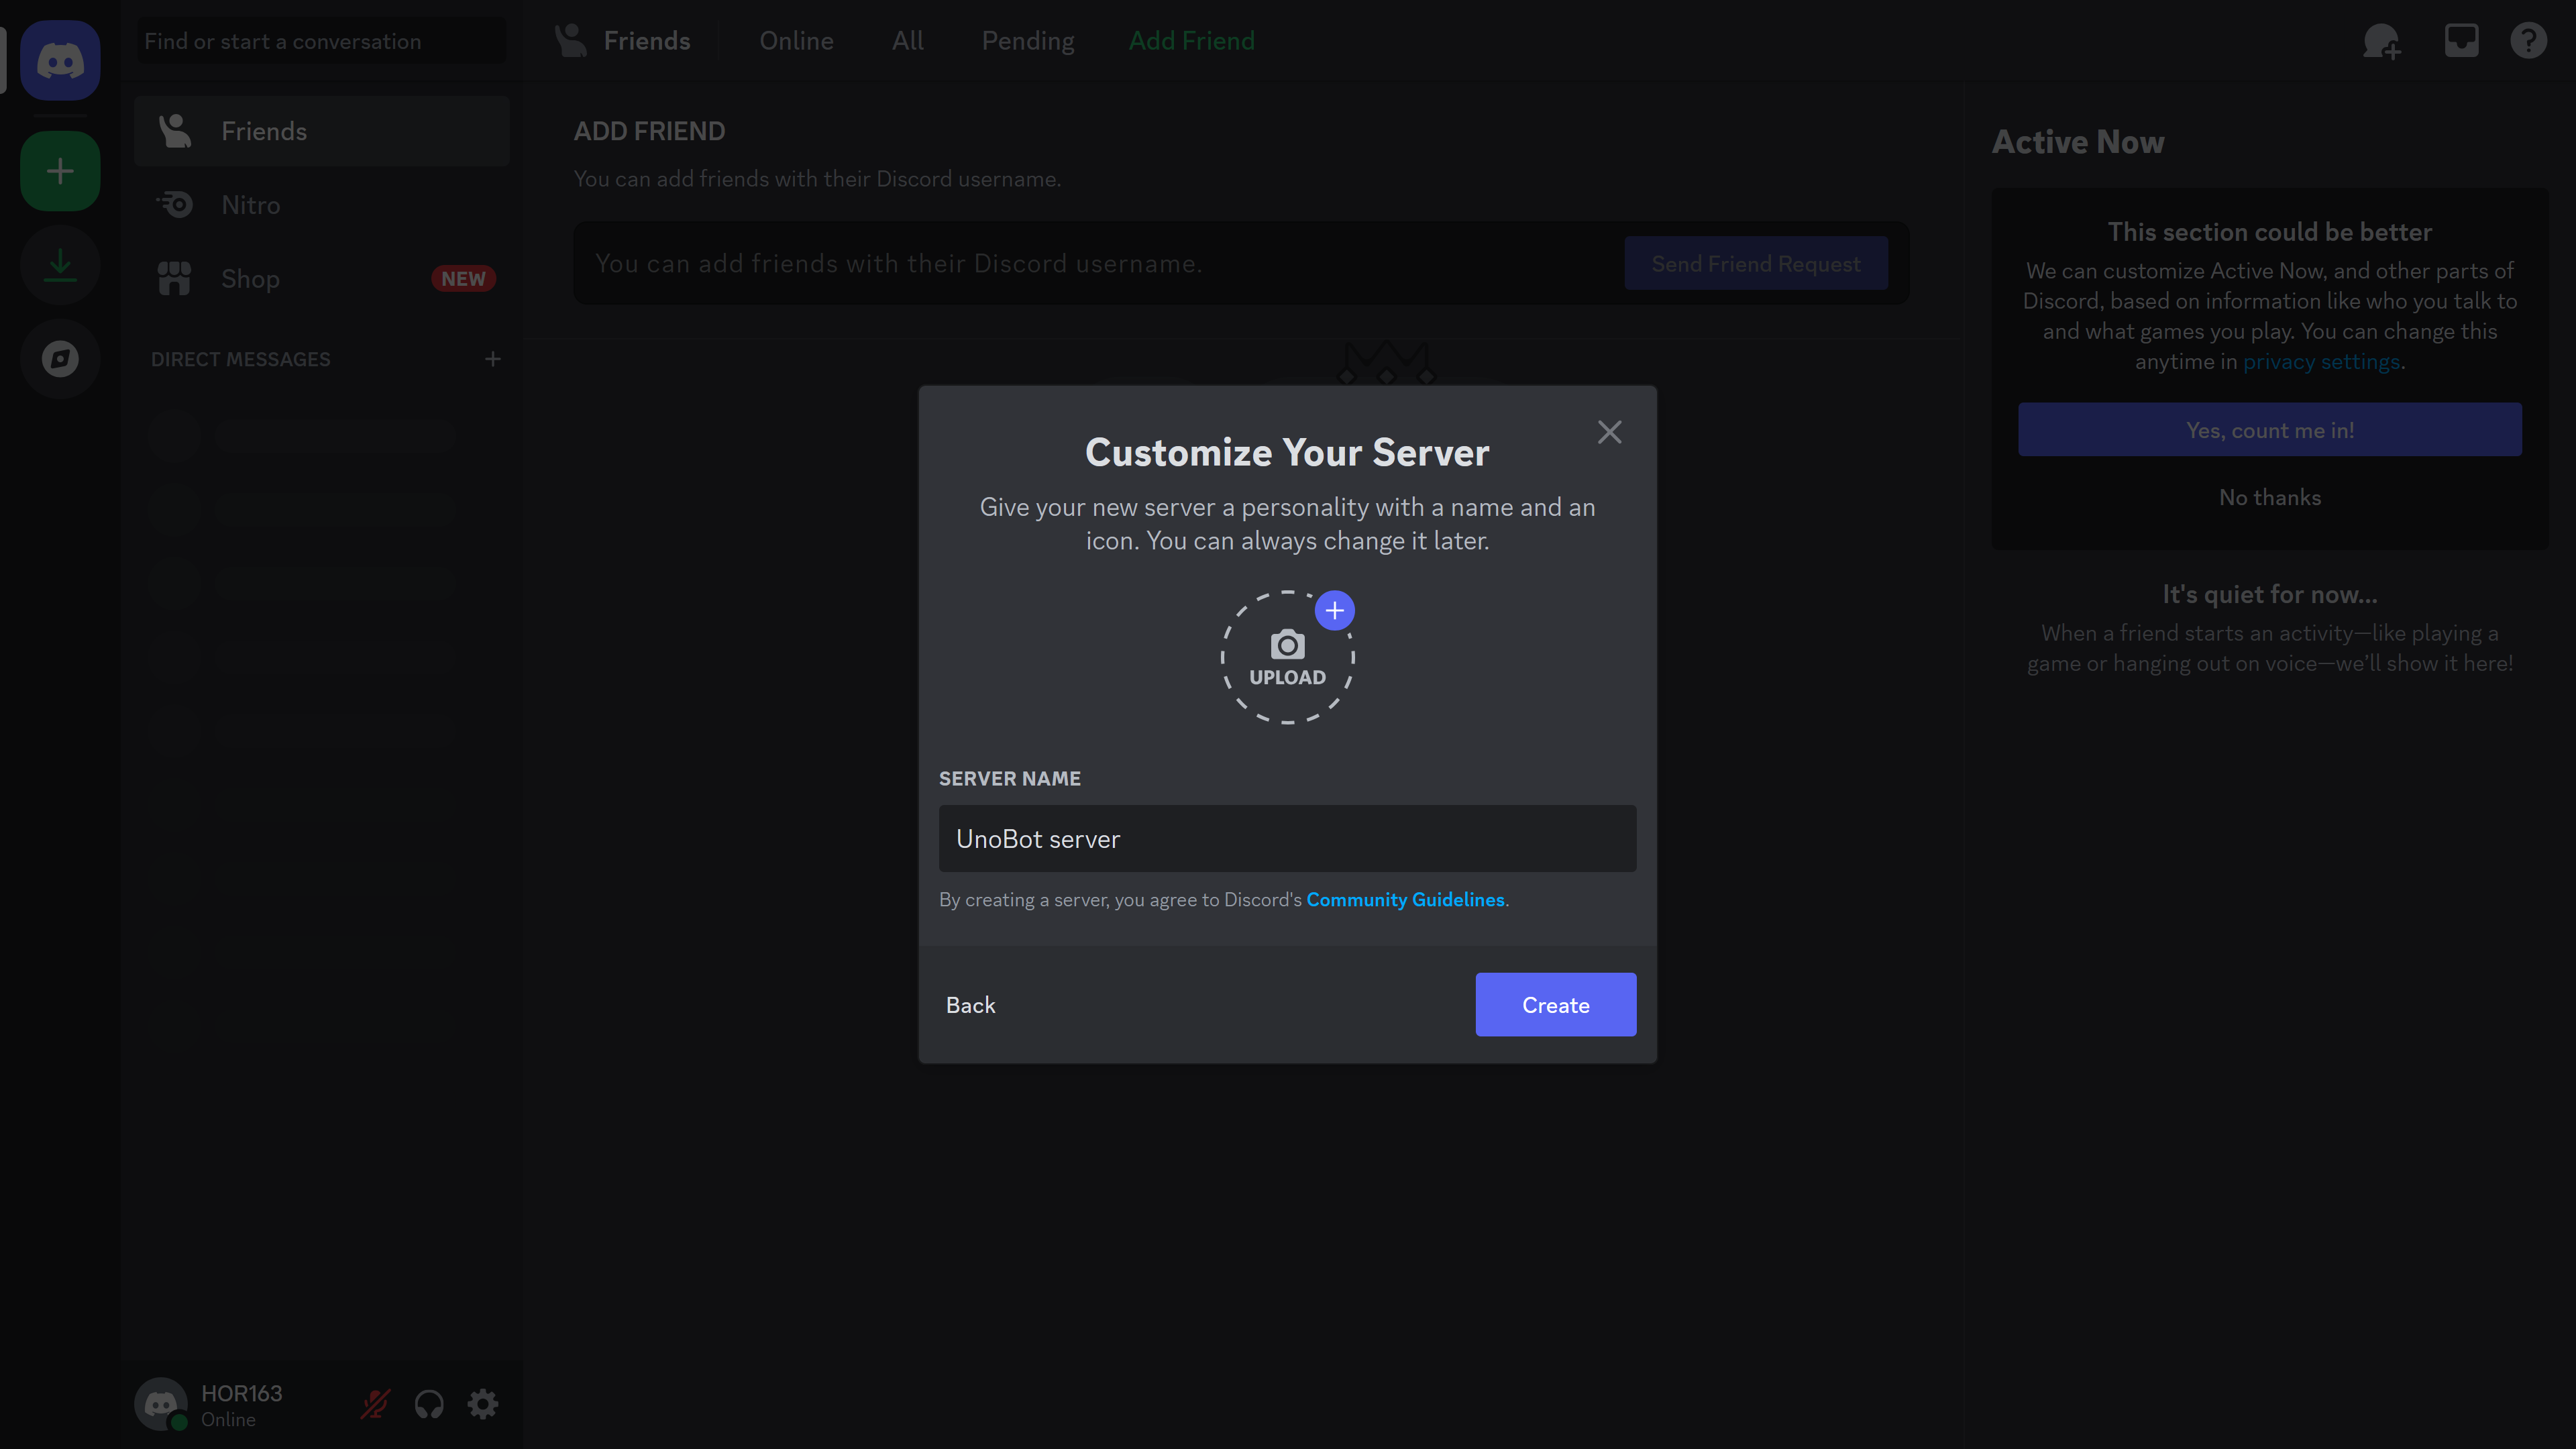 Find or start a conversation
Friends
Online
All
Pending
Add Friend
Friends
Nitro
Shop
NEW
DIRECT MESSAGES
ADD FRIEND
You can add friends with their Discord username.
You can add friends with their Discord username.
Send Friend Request
Active Now
This section could be better
We can customize Active Now, and other parts of
Discord, based on information like who you talk to
and what games you play. You can change this
anytime in privacy settings.
Yes, count me in!
No thanks
It's quiet for now...
When a friend starts an activity—like playing a
game or hanging out on voice—we'll show it here!
Customize Your Server
Give your new server a personality with a name and an
icon. You can always change it later.
UPLOAD
SERVER NAME
UnoBot server
By creating a server, you agree to Discord's Community Guidelines.
Back
Create
HOR163
Online